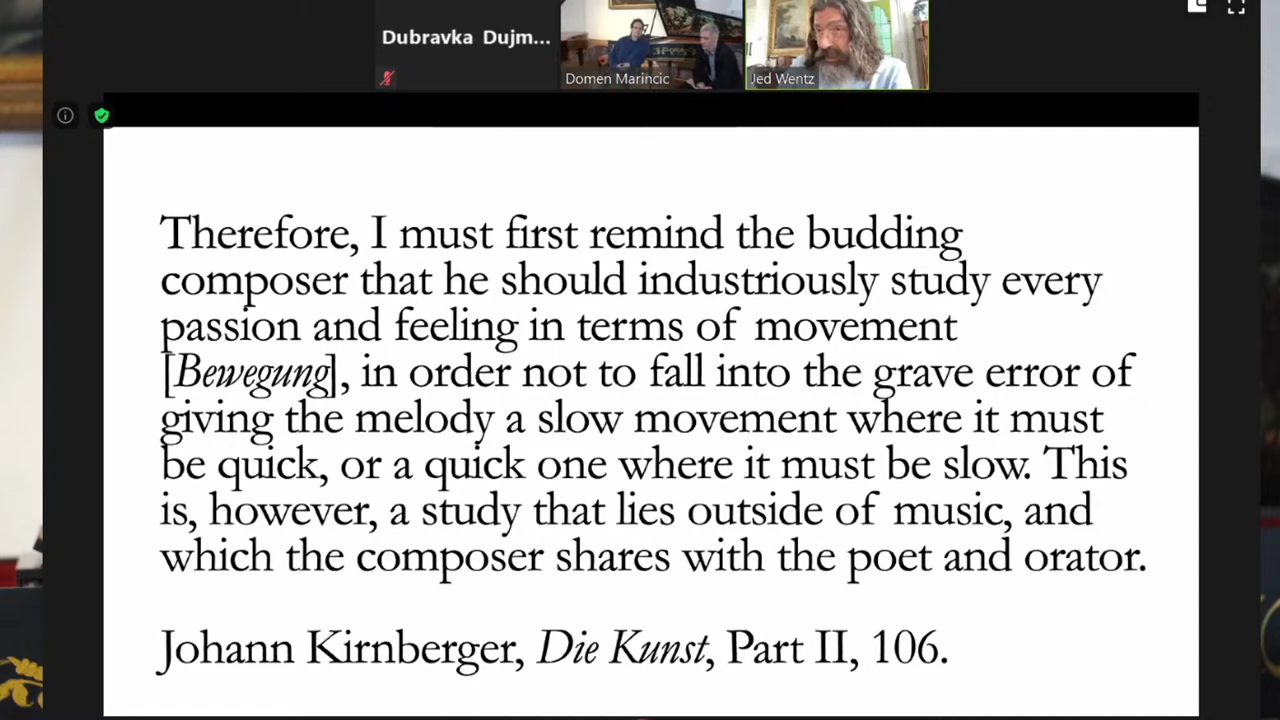 Dubravka Dujm...
Domen Marincic
Jed Wentz
Therefore, I must first remind the budding
composer that he should industriously study every
passion and feeling in terms of movement
[Bewegung], in order not to fall into the grave error of
giving the melody a slow movement where it must
be quick, or a quick one where it must be slow. This
is, however, a study that lies outside of music, and
which the composer shares with the poet and orator.
Johann Kirnberger, Die Kunst, Part II, 106.